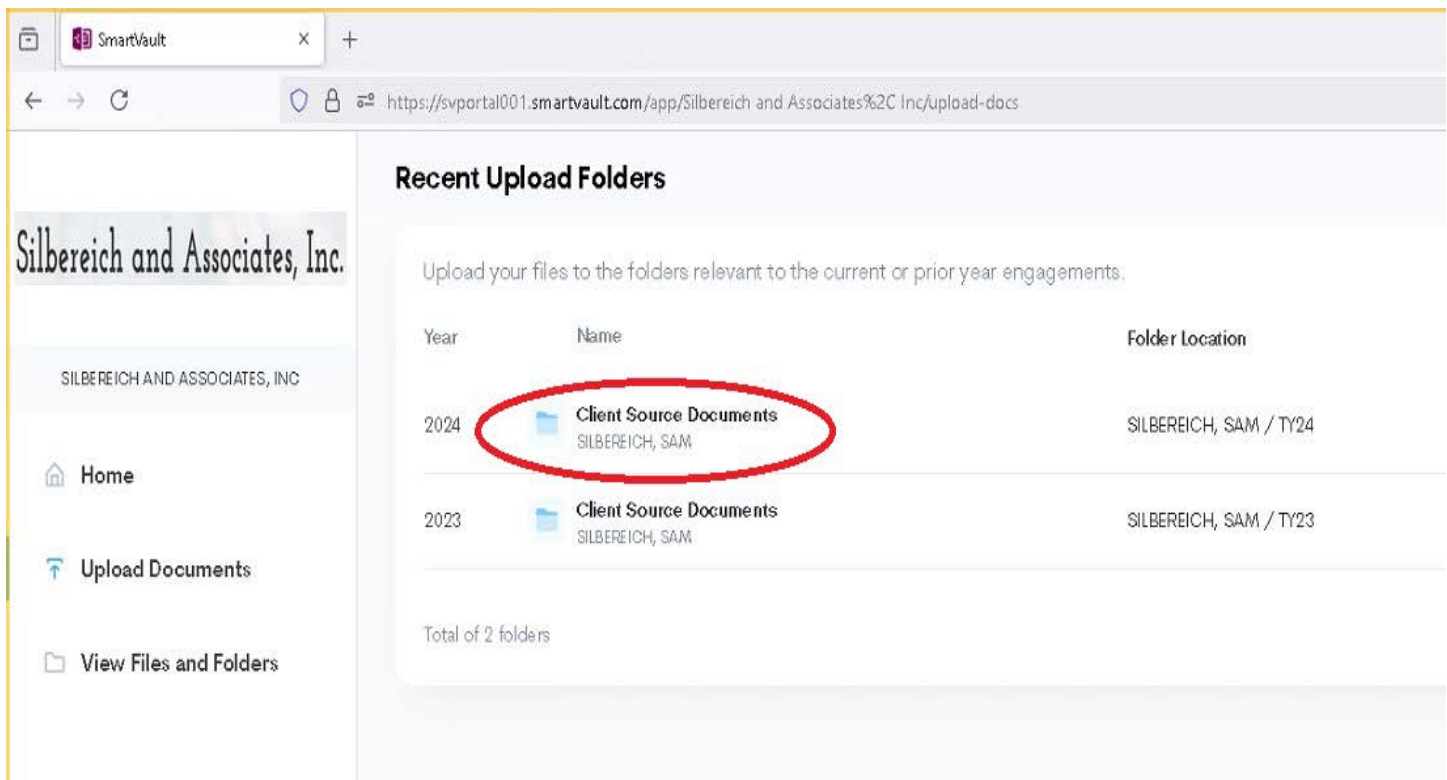 SmartVault
https://svportal001.smartvault.com/app/Silbereich and Associates%2C Inc/upload-docs
Silbereich and Associates, Inc.
SILBEREICH AND ASSOCIATES, INC
Home
Upload Documents
View Files and Folders
Recent Upload Folders
Upload your files to the folders relevant to the current or prior year engagements.
Year Name Folder Location
2024 Client Source Documents SILBEREICH, SAM / TY24
SILBEREICH, SAM
2023 Client Source Documents SILBEREICH, SAM / TY23
SILBEREICH, SAM
Total of 2 folders